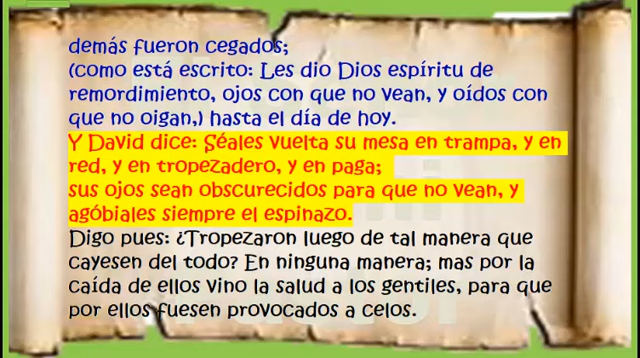 demás fueron cegados;
(como está escrito: Les dio Dios espíritu de
remordimiento, ojos con que no vean, y oídos con
que no oigan,) hasta el día de hoy.
Y David dice: Séales vuelta su mesa en trampa, y en
red, y en tropezadero, y en paga;
sus ojos sean obscurecidos para que no vean, y
agóbiales siempre el espinazo.
Digo pues: ¿Tropezaron luego de tal manera que
cayesen del todo? En ninguna manera; mas por la
caída de ellos vino la salud a los gentiles, para que
por ellos fuesen provocados a celos.